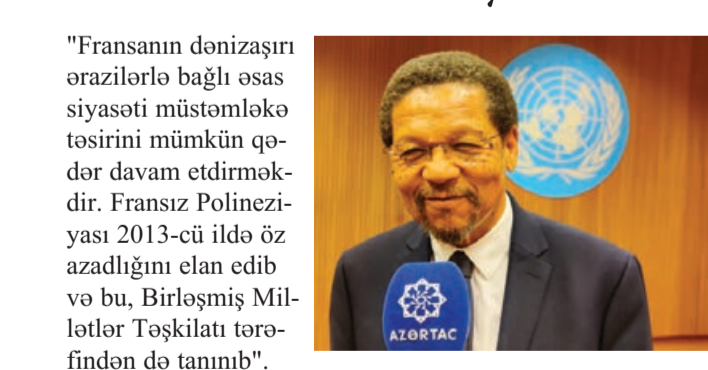 "Fransanın dənizaşırı
ərazilərlə bağlı əsas
siyasəti müstəmləkə
təsirini mümkün qə-
dər davam etdirmək-
dir. Fransız Polinezi-
yası 2013-cü ildə öz
azadlığını elan edib
və bu, Birləşmiş Mil-
lətlər Təşkilatı tərə-
findən də tanınıb".
AZƏRTAC